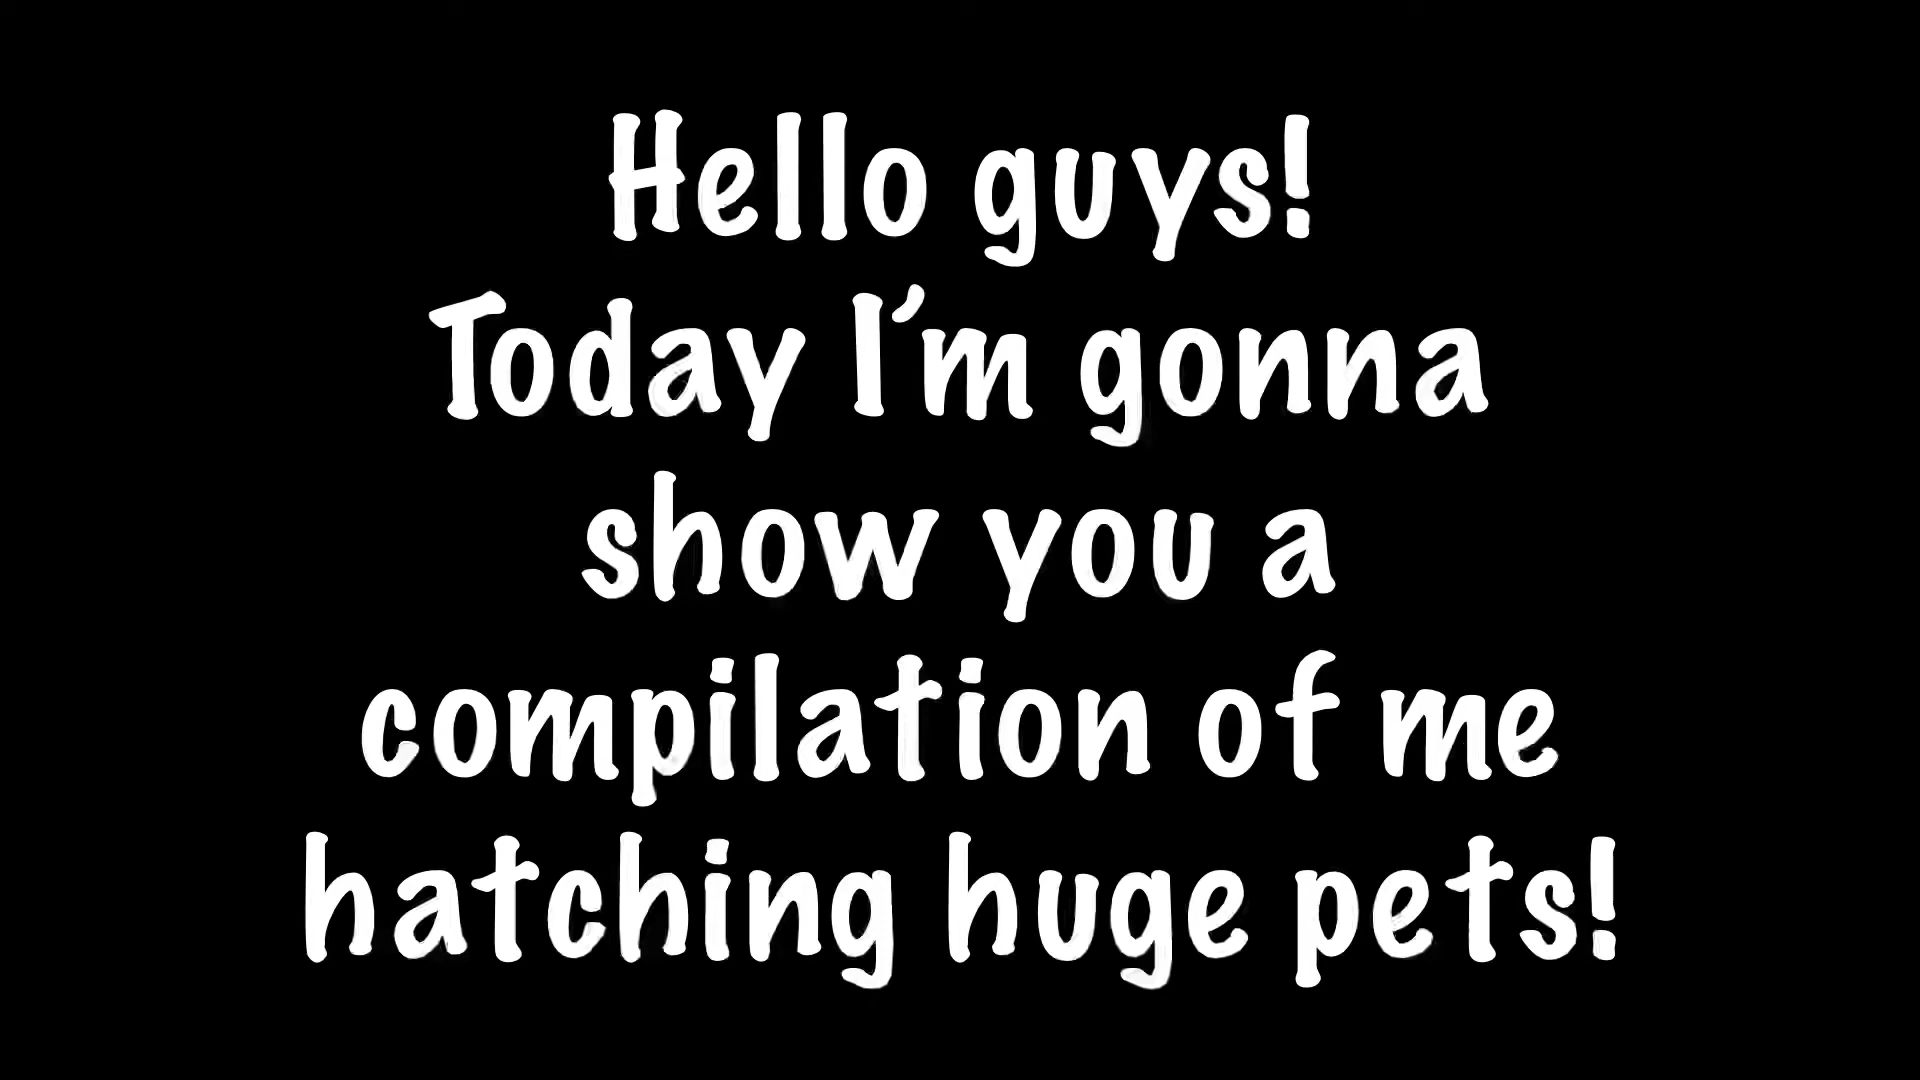 Hello guys!
Today I’m gonna
show you a
compilation of me
hatching huge pets!